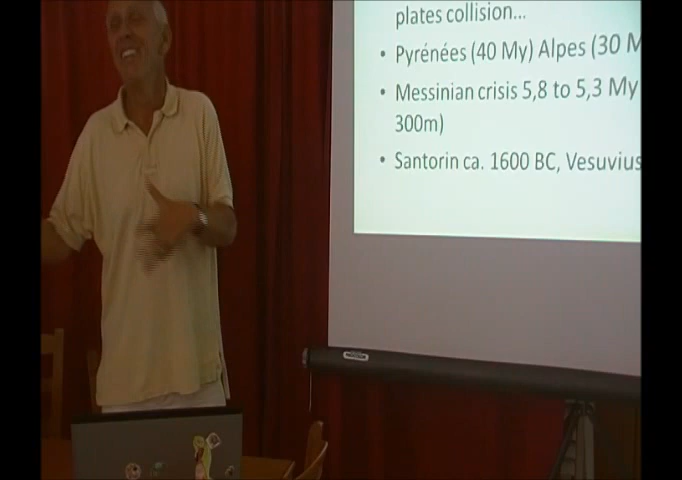 plates collision...
• Pyrénées (40 My) Alpes (30 M
• Messinian crisis 5,8 to 5,3 My
300m)
• Santorin ca. 1600 BC, Vesuvius